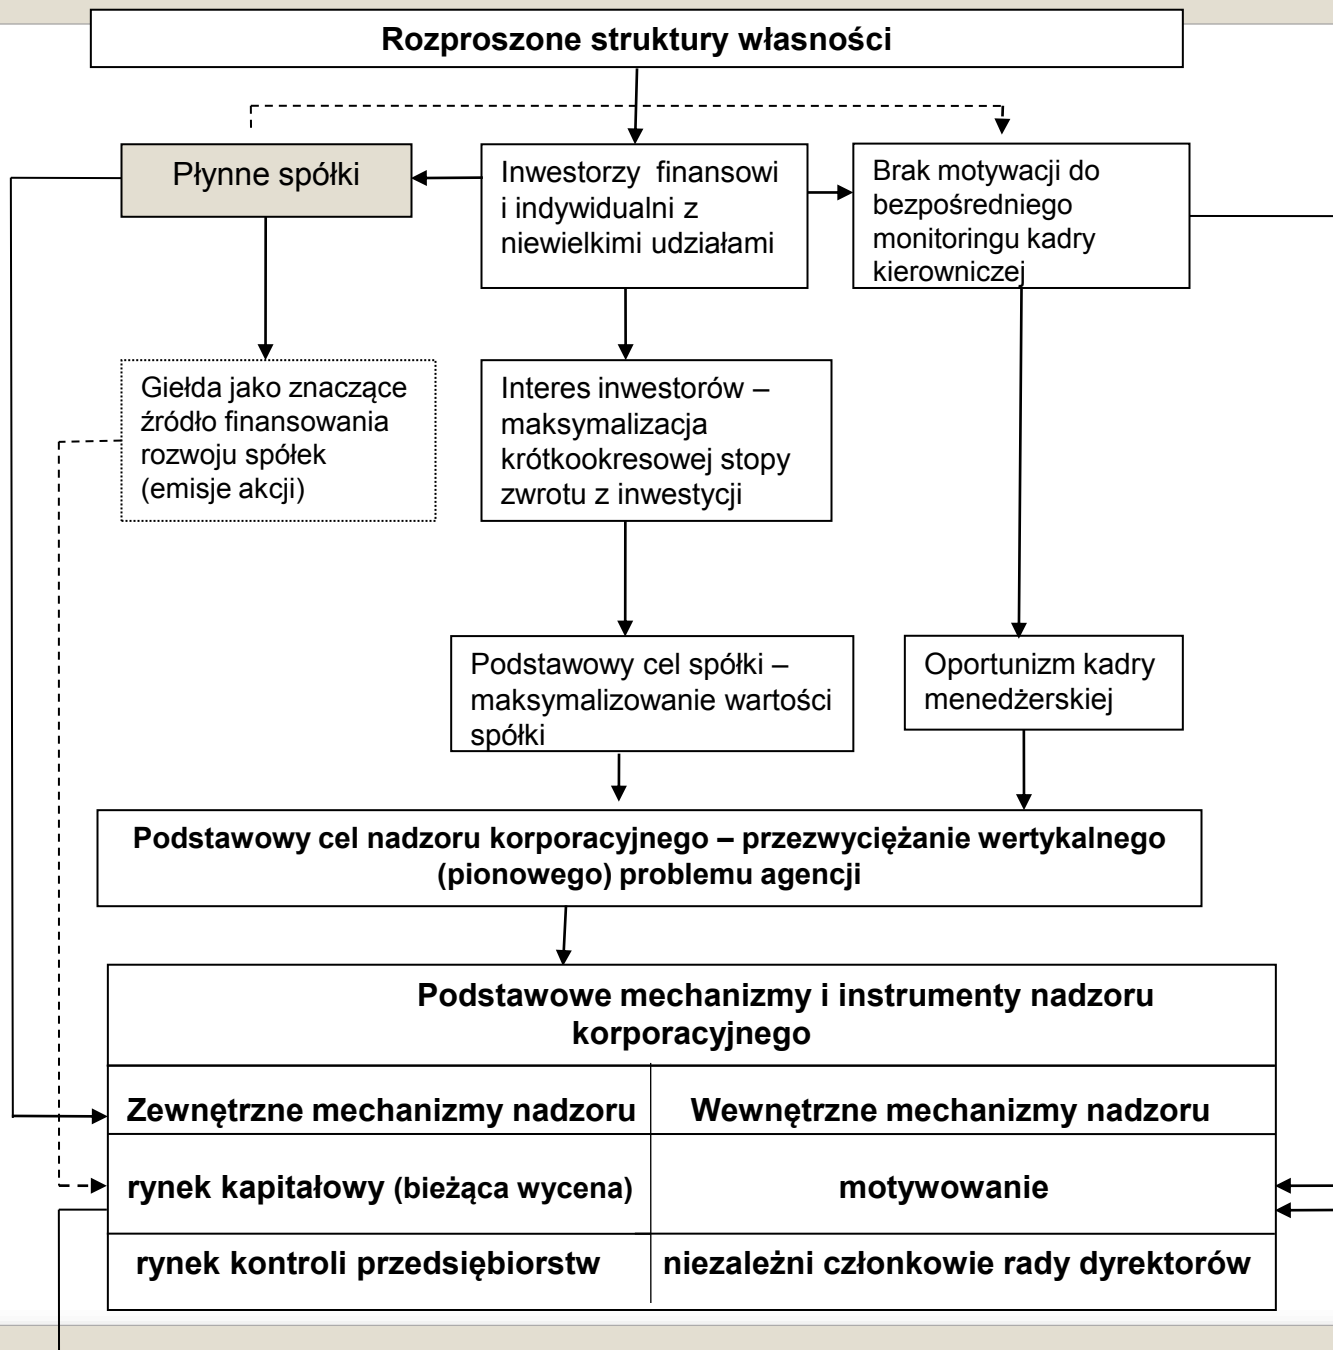 Rozproszone struktury własności
Płynne spółki
Inwestorzy finansowi
i indywidualni z
niewielkimi udziałami
Brak motywacji do
bezpośredniego
monitoringu kadry
kierowniczej
Giełda jako znaczące
źródło finansowania
rozwoju spółek
(emisje akcji)
Interes inwestorów –
maksymalizacja
krótkookresowej stopy
zwrotu z inwestycji
Podstawowy cel spółki –
maksymalizowanie wartości
spółki
Oportunizm kadry
menedżerskiej
Podstawowy cel nadzoru korporacyjnego – przezwyciężanie wertykalnego
(pionowego) problemu agencji
Podstawowe mechanizmy i instrumenty nadzoru
korporacyjnego
Zewnętrzne mechanizmy nadzoru
Wewnętrzne mechanizmy nadzoru
rynek kapitałowy (bieżąca wycena)
motywowanie
rynek kontroli przedsiębiorstw
niezależni członkowie rady dyrektorów